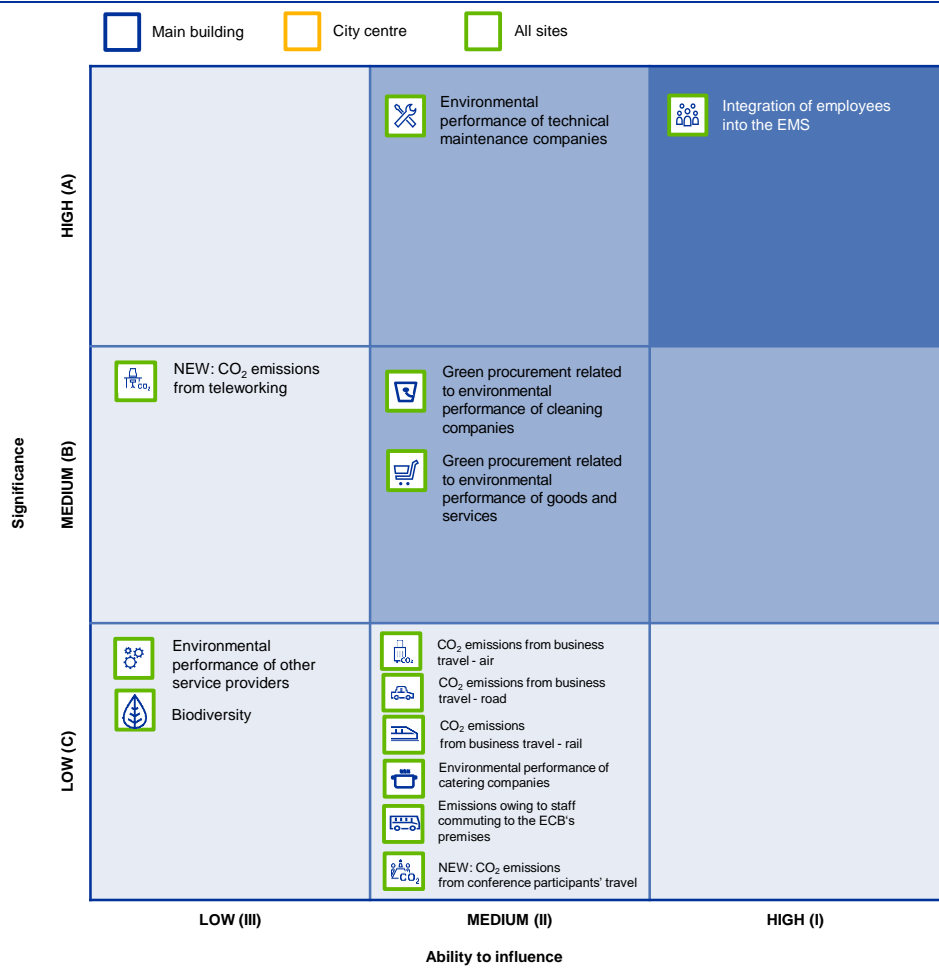 Main building
City centre
All sites
Significance
HIGH (A)
Environmental
performance of technical
maintenance companies
Integration of employees
into the EMS
MEDIUM (B)
CO₂
NEW: CO₂ emissions
from teleworking
Green procurement related
to environmental
performance of cleaning
companies
Green procurement related
to environmental
performance of goods and
services
LOW (C)
Environmental
performance of other
service providers
Biodiversity
CO₂
CO₂ emissions from business
travel - air
CO₂ emissions from business
travel - road
CO₂ emissions
from business travel - rail
Environmental performance of
catering companies
Emissions owing to staff
commuting to the ECB's
premises
CO₂
NEW: CO₂ emissions
from conference participants' travel
LOW (III)
MEDIUM (II)
HIGH (I)
Ability to influence